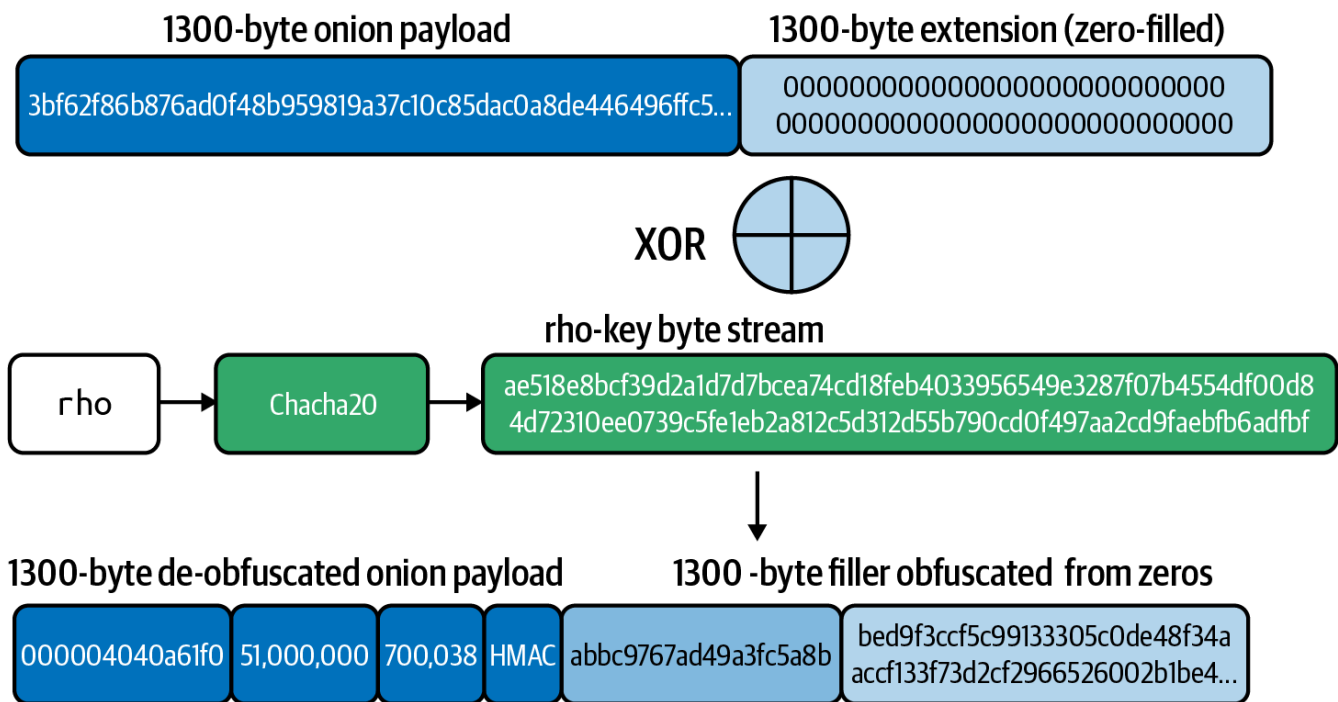 1300-byte onion payload
1300-byte extension (zero-filled)
3bf62f86b876ad0f48b959819a37c10c85dac0a8de446496ffc5...
00000000000000000000000000
00000000000000000000000000
XOR
rho-key byte stream
rho
Chacha20
ae518e8bcf39d2a1d7d7bcea74cd18feb4033956549e3287f07b4554df00d8
4d72310ee0739c5fe1eb2a812c5d312d55b790cd0f497aa2cd9faebfb6adfbf
1300-byte de-obfuscated onion payload
1300 -byte filler obfuscated from zeros
000004040a61f0
51,000,000
700,038
HMAC
abbc9767ad49a3fc5a8b
bed9f3ccf5c99133305c0de48f34a
accf133f73d2cf2966526002b1be4...